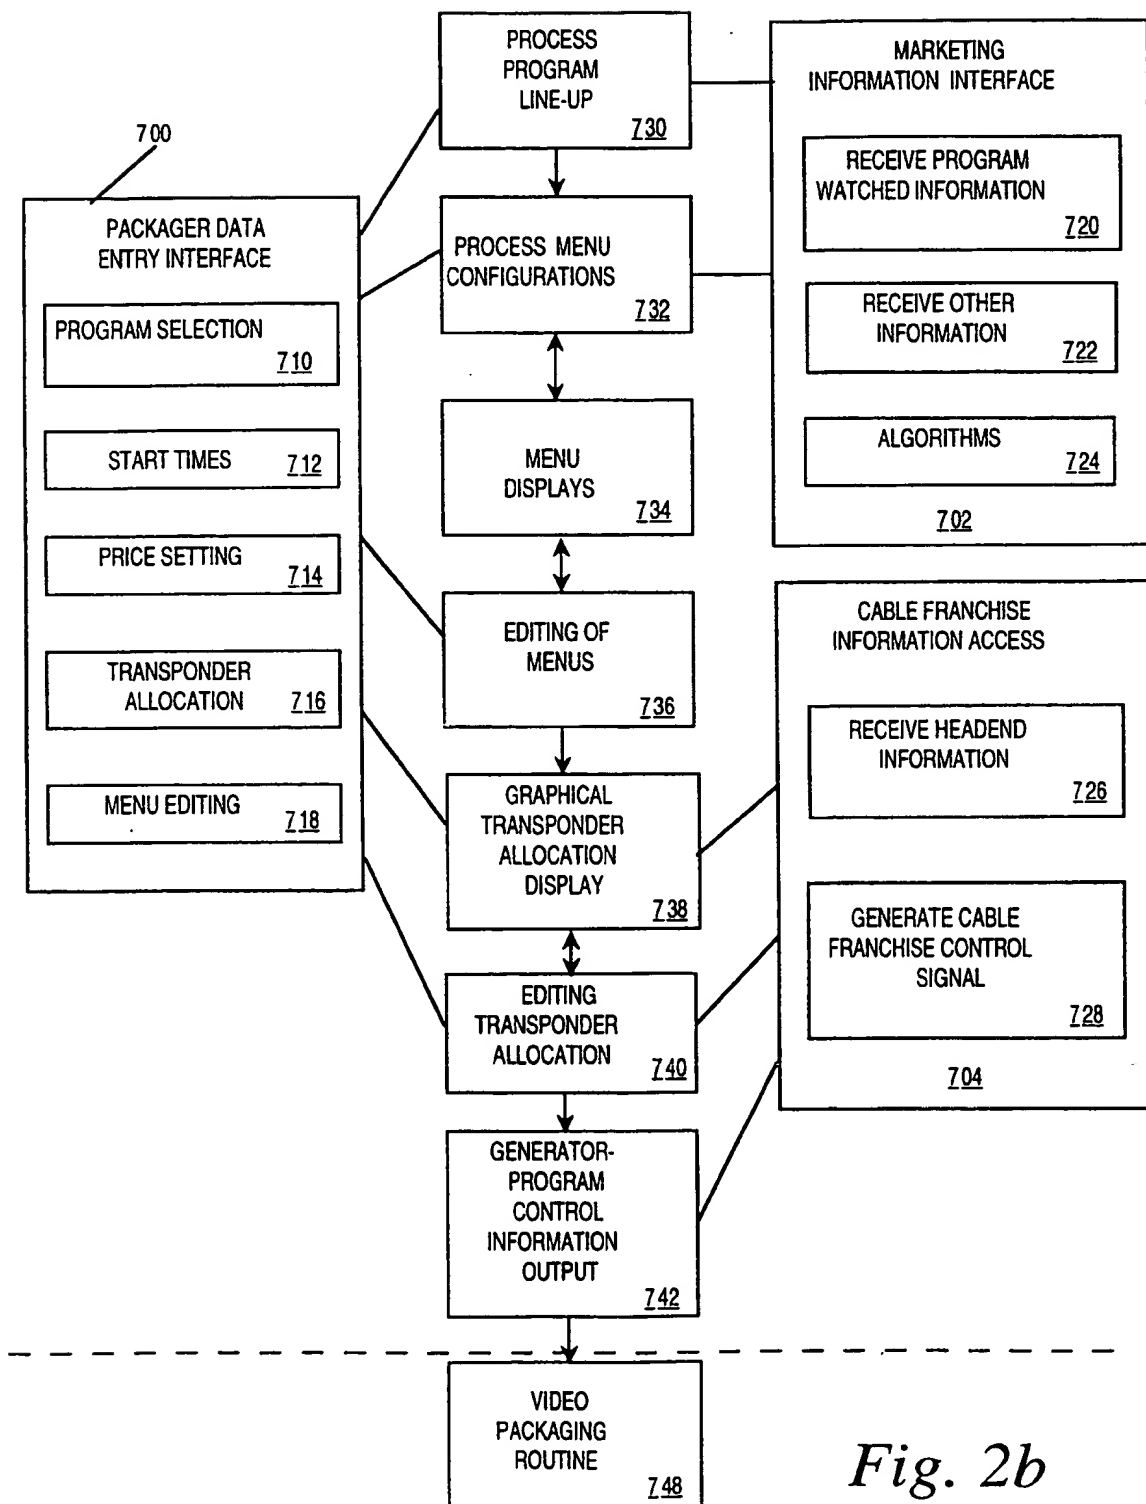 PROCESS
PROGRAM
LINE-UP
730
MARKETING
INFORMATION INTERFACE
RECEIVE PROGRAM
WATCHED INFORMATION
720
RECEIVE OTHER
INFORMATION
722
ALGORITHMS
724
702
700
PACKAGER DATA
ENTRY INTERFACE
PROGRAM SELECTION
710
START TIMES 712
PRICE SETTING
714
TRANSPONDER
ALLOCATION 716
MENU EDITING 718
PROCESS MENU
CONFIGURATIONS
732
MENU
DISPLAYS
734
EDITING OF
MENUS
736
GRAPHICAL
TRANSPONDER
ALLOCATION
DISPLAY
738
EDITING
TRANSPONDER
ALLOCATION
740
CABLE FRANCHISE
INFORMATION ACCESS
RECEIVE HEADEND
INFORMATION
726
GENERATE CABLE
FRANCHISE CONTROL
SIGNAL
728
704
GENERATOR-
PROGRAM
CONTROL
INFORMATION
OUTPUT
742
VIDEO
PACKAGING
ROUTINE
748
Fig. 2b